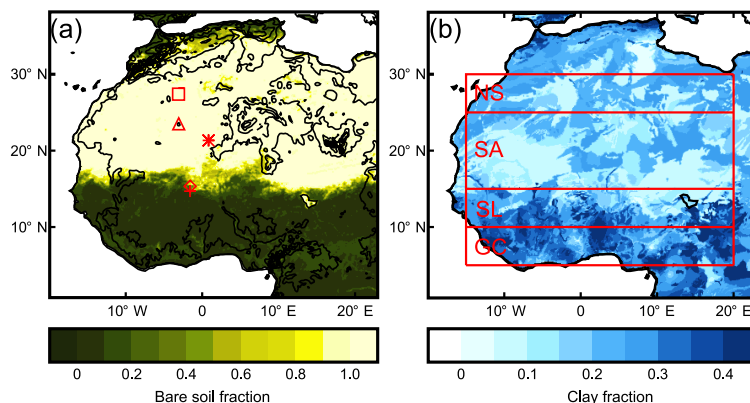 (a)
(b)
30° N
20° N
10° N
0.6
10° W 0 10° E 20° E
0 0.2 0.4 0.6 0.8 1.0
Bare soil fraction
30° N
20° N
10° N
NS
SA
SL
GC
10° W 0 10° E 20° E
0 0.1 0.2 0.3 0.4
Clay fraction